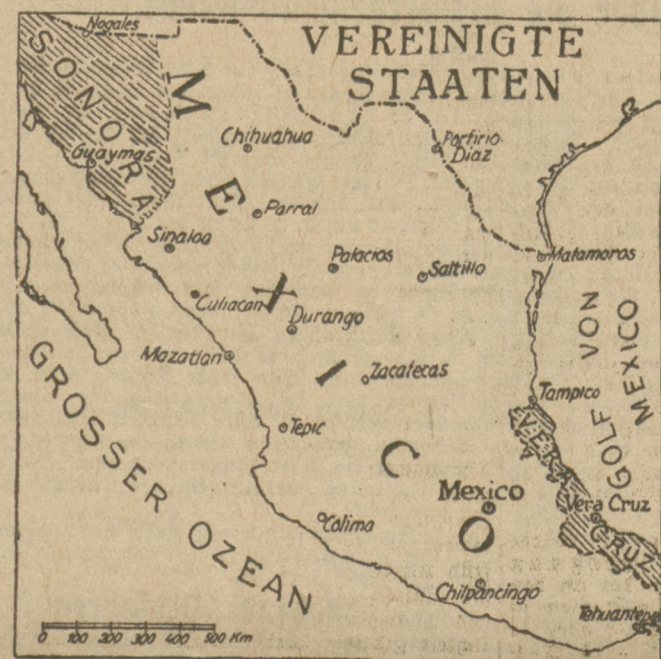 Nogales
VEREINIGTE
STAATEN
SONORA
MEXICO
Chihuahua
Porfirio
Diaz
Guaymas
Parral
Sinaloa
Palacios
Saltillo
Matamoros
Culiacan
Durango
GOLF VON
MEXICO
Mazatlan
Zacatecas
Tampico
GROSSER OZEAN
Tepic
VERA CRUZ
Mexico
Vera Cruz
Colima
Chilpancingo
Tehuantepec
0 100 200 300 400 500 Km